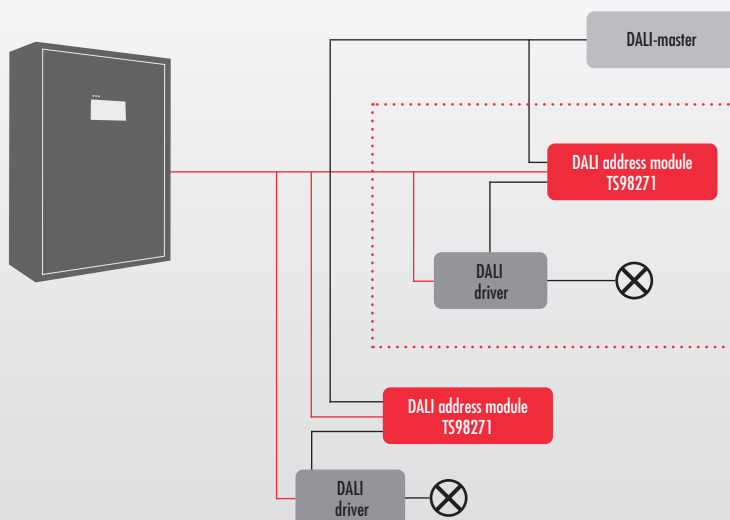 DALI-master
DALI address module
TS98271
DALI
driver
DALI address module
TS98271
DALI
driver